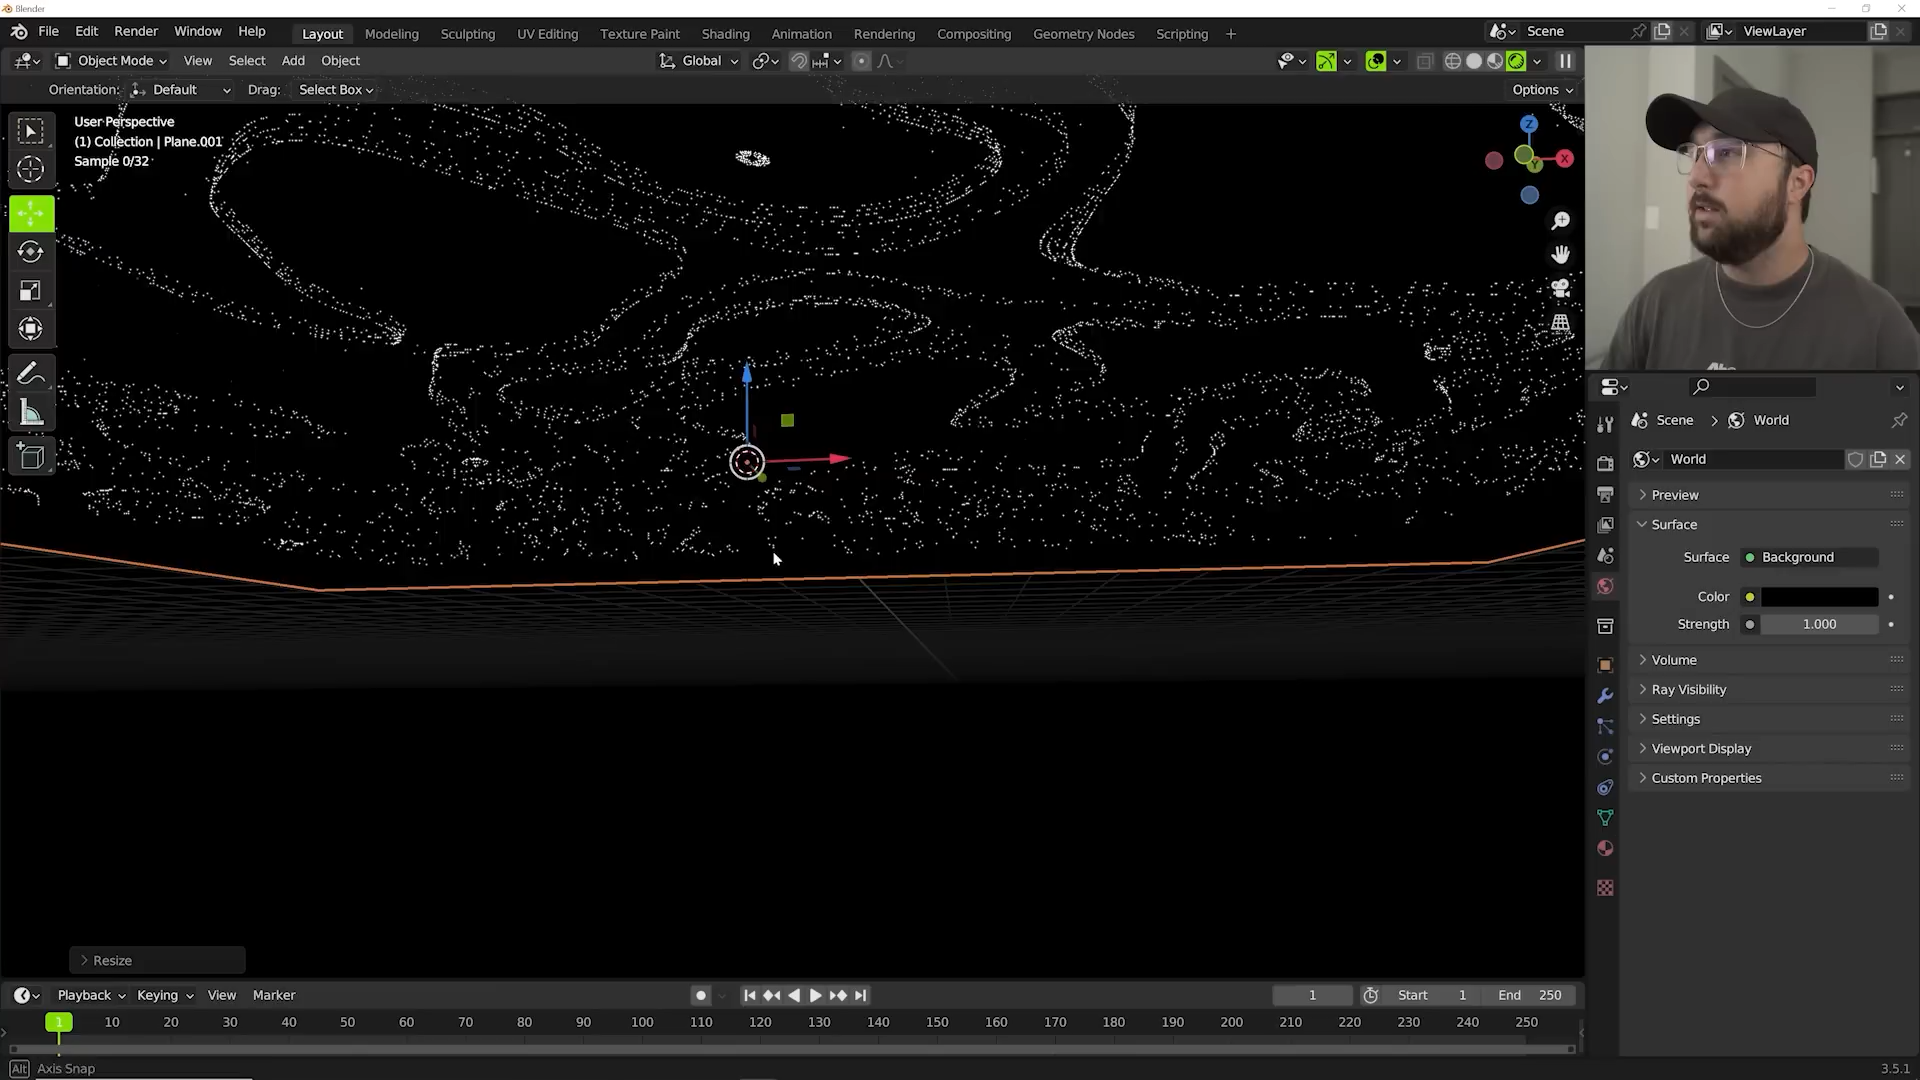 Blender
File Edit Render Window Help Layout Modeling Sculpting UV Editing Texture Paint Shading Animation Rendering Compositing Geometry Nodes Scripting + Scene ViewLayer
Object Mode View Select Add Object Global
Orientation: Default Drag: Select Box Options
User Perspective
(1) Collection | Plane.001
Sample 0/32
Z
X
Y
Scene > World
World
Preview
Surface
Surface Background
Color
Strength 1.000
Volume
Ray Visibility
Settings
Viewport Display
Custom Properties
Resize
Playback Keying View Marker 1 Start 1 End 250
1 10 20 30 40 50 60 70 80 90 100 110 120 130 140 150 160 170 180 190 200 210 220 230 240 250
Alt Axis Snap 3.5.1